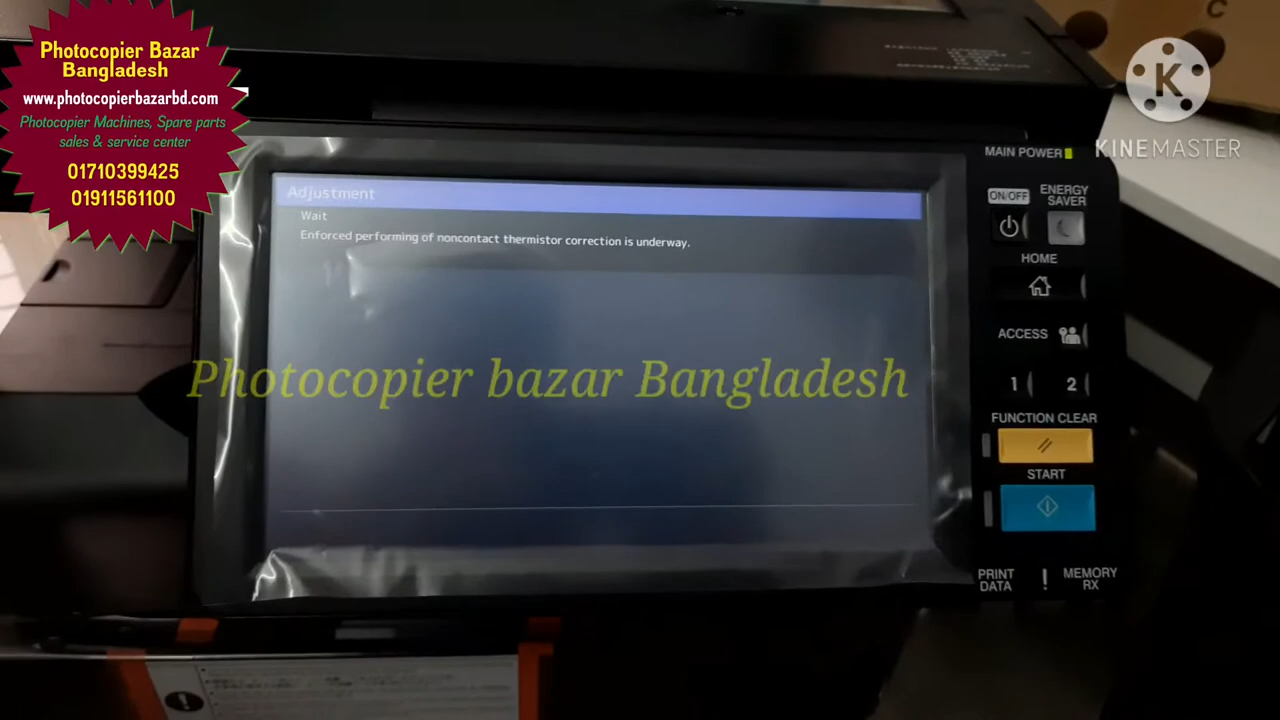 Photocopier Bazar
Bangladesh
www.photocopierbazarbd.com
Photocopier Machines, Spare parts
sales & service center
01710399425
01911561100
C
K
KINEMASTER
MAIN POWER
ON/OFF
ENERGY
SAVER
HOME
ACCESS
1 2
FUNCTION CLEAR
START
PRINT
DATA
!
MEMORY
RX
Adjustment
Wait
Enforced performing of noncontact thermistor correction is underway.
Photocopier bazar Bangladesh